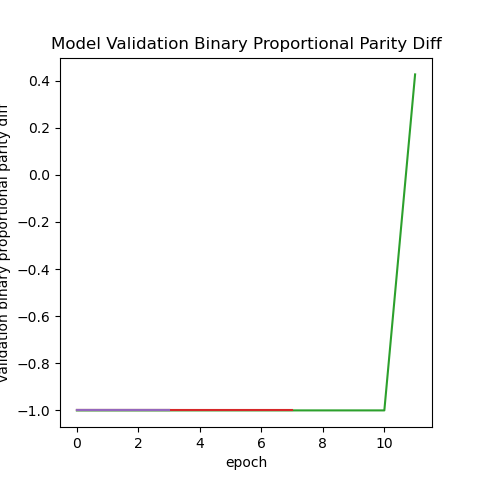 Model Validation Binary Proportional Parity Diff
validation binary proportional parity diff
0.4
0.2
0.0
−0.2
−0.4
−0.6
−0.8
−1.0
0 2 4 6 8 10
epoch